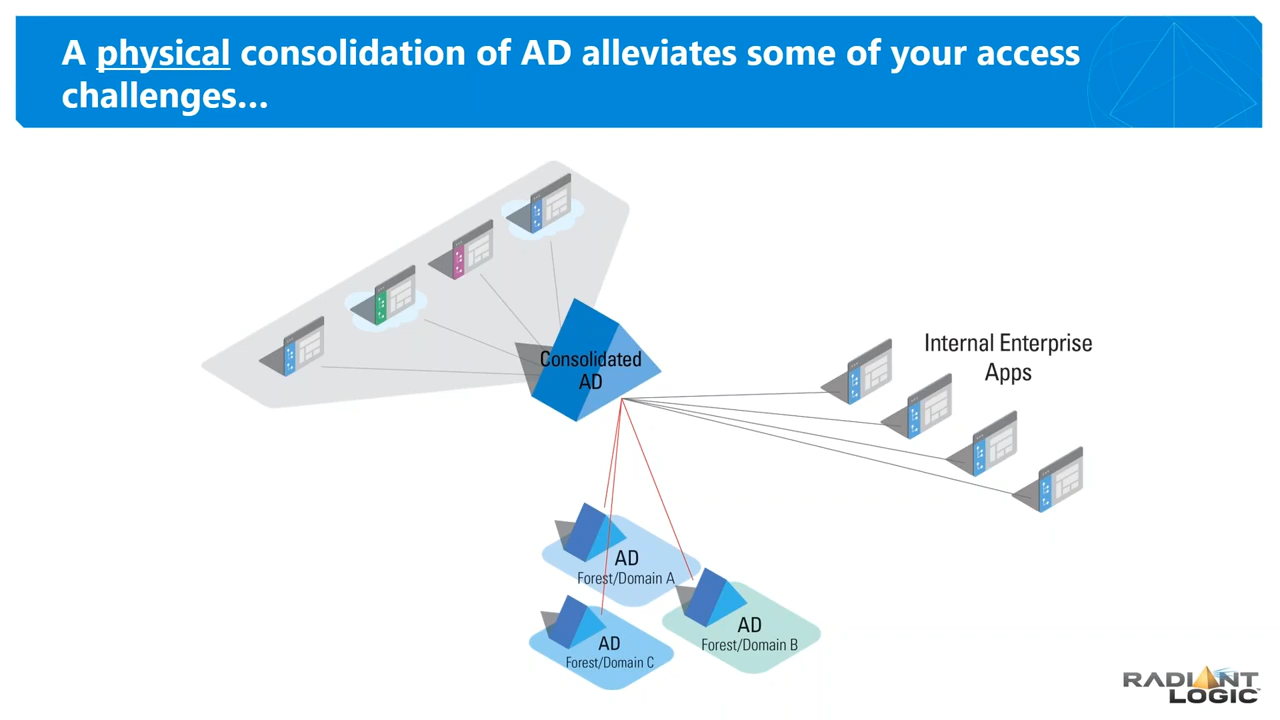 A physical consolidation of AD alleviates some of your access
challenges...
Consolidated
AD
Internal Enterprise
Apps
AD
Forest/Domain A
AD
Forest/Domain B
AD
Forest/Domain C
RADIANT
LOGIC